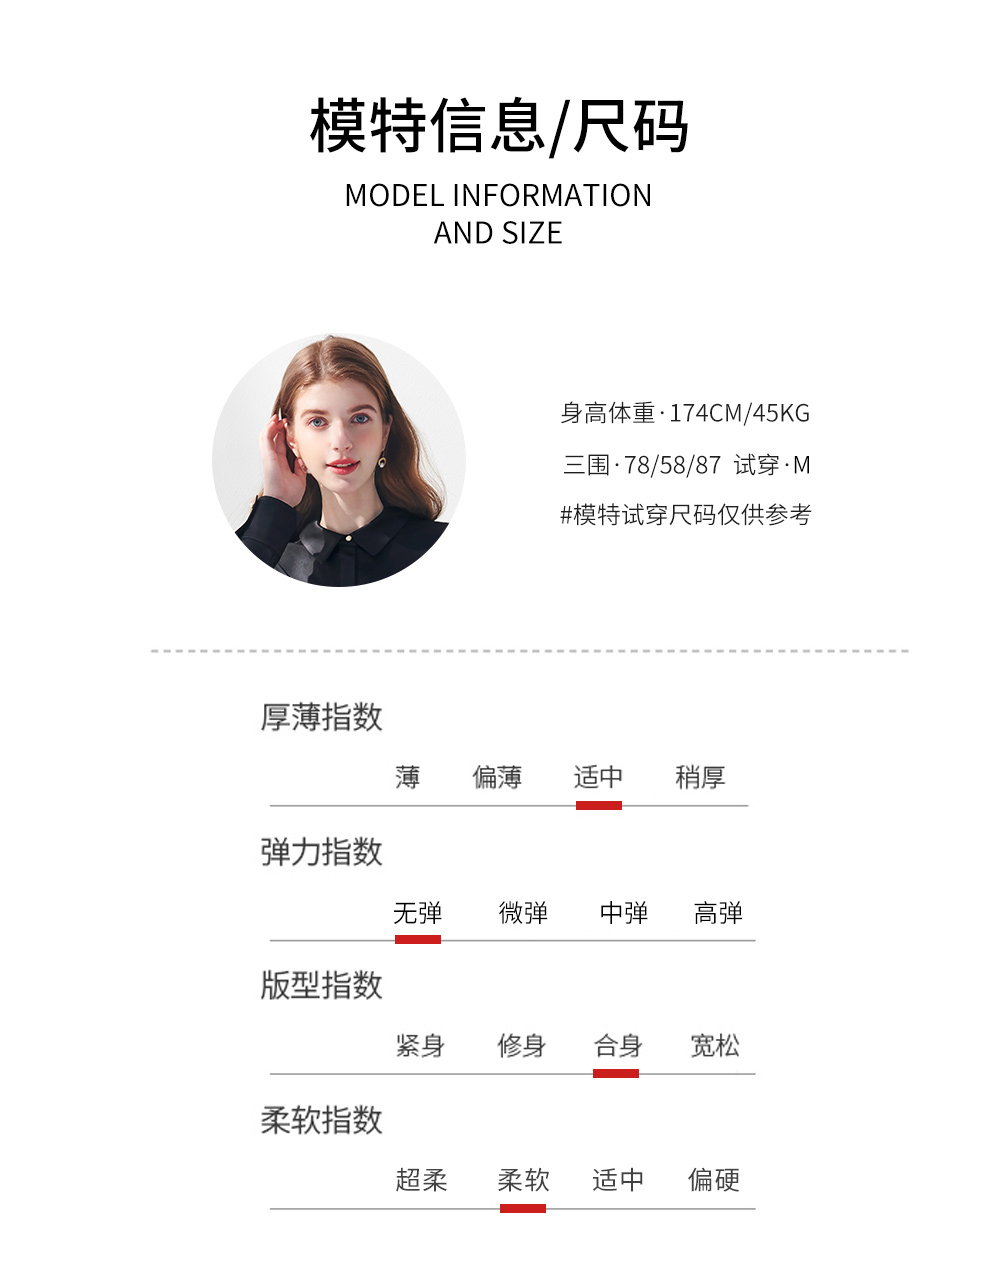 模特信息/尺码
MODEL INFORMATION
AND SIZE
身高体重·174CM/45KG
三围·78/58/87 试穿·M
#模特试穿尺码仅供参考
厚薄指数
薄 偏薄 适中 稍厚
弹力指数
无弹 微弹 中弹 高弹
版型指数
紧身 修身 合身 宽松
柔软指数
超柔 柔软 适中 偏硬